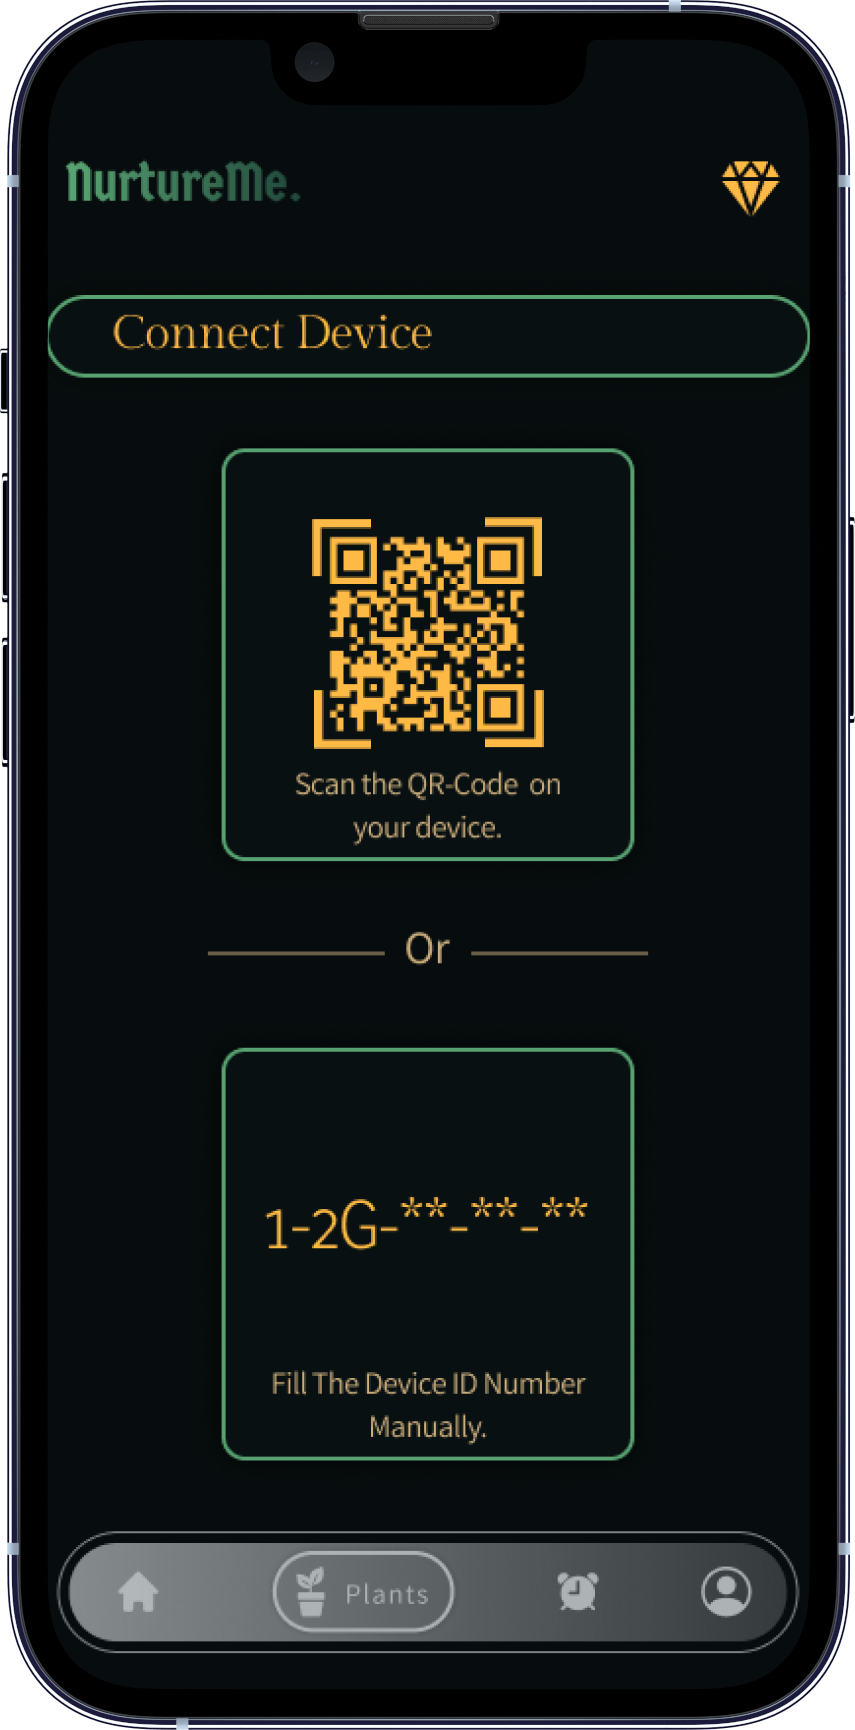 NurtureMe.
Connect Device
Scan the QR-Code on
your device.
Or
1-2G-**-**-**
Fill The Device ID Number
Manually.
Plants